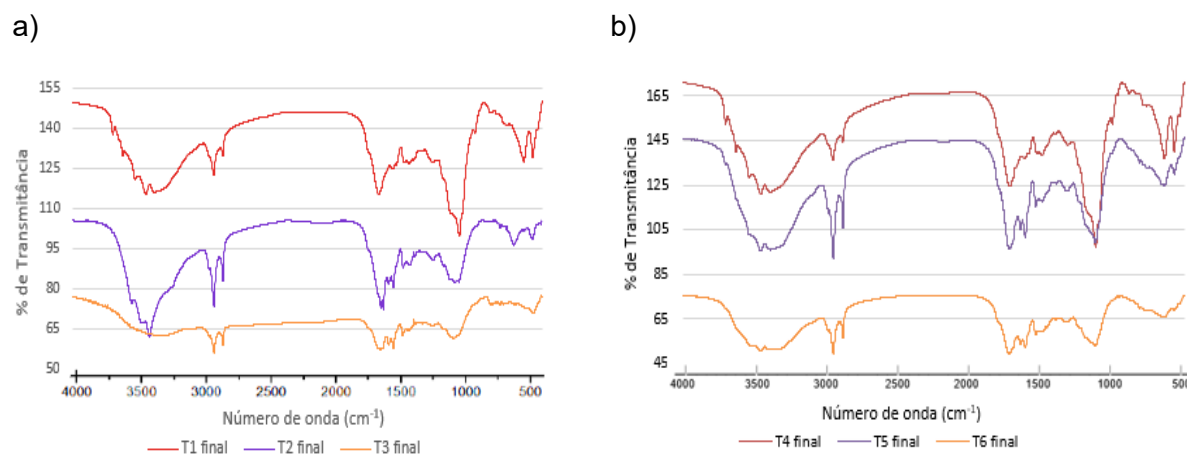 a)
155
140
125
110
95
80
65
50
% de Transmitância
4000 3500 3000 2500 2000 1500 1000 500
Número de onda (cm⁻¹)
T1 final T2 final T3 final
b)
165
145
125
105
85
65
45
% de Transmitância
4000 3500 3000 2500 2000 1500 1000 500
Número de onda (cm⁻¹)
T4 final T5 final T6 final